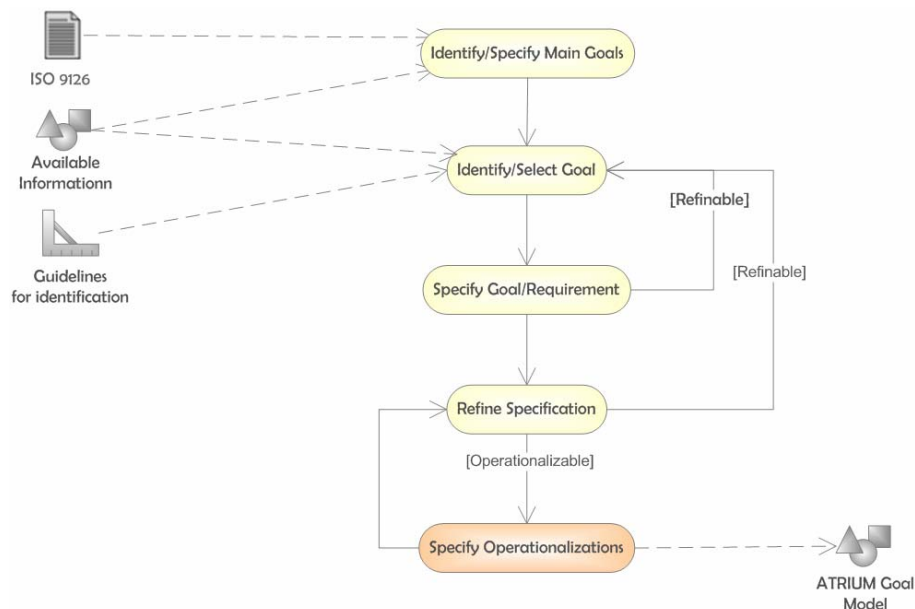 Identify/Specify Main Goals
ISO 9126
Available
Informationn
Identify/Select Goal
[Refinable]
Guidelines
for identification
[Refinable]
Specify Goal/Requirement
Refine Specification
[Operationalizable]
Specify Operationalizations
ATRIUM Goal
Model